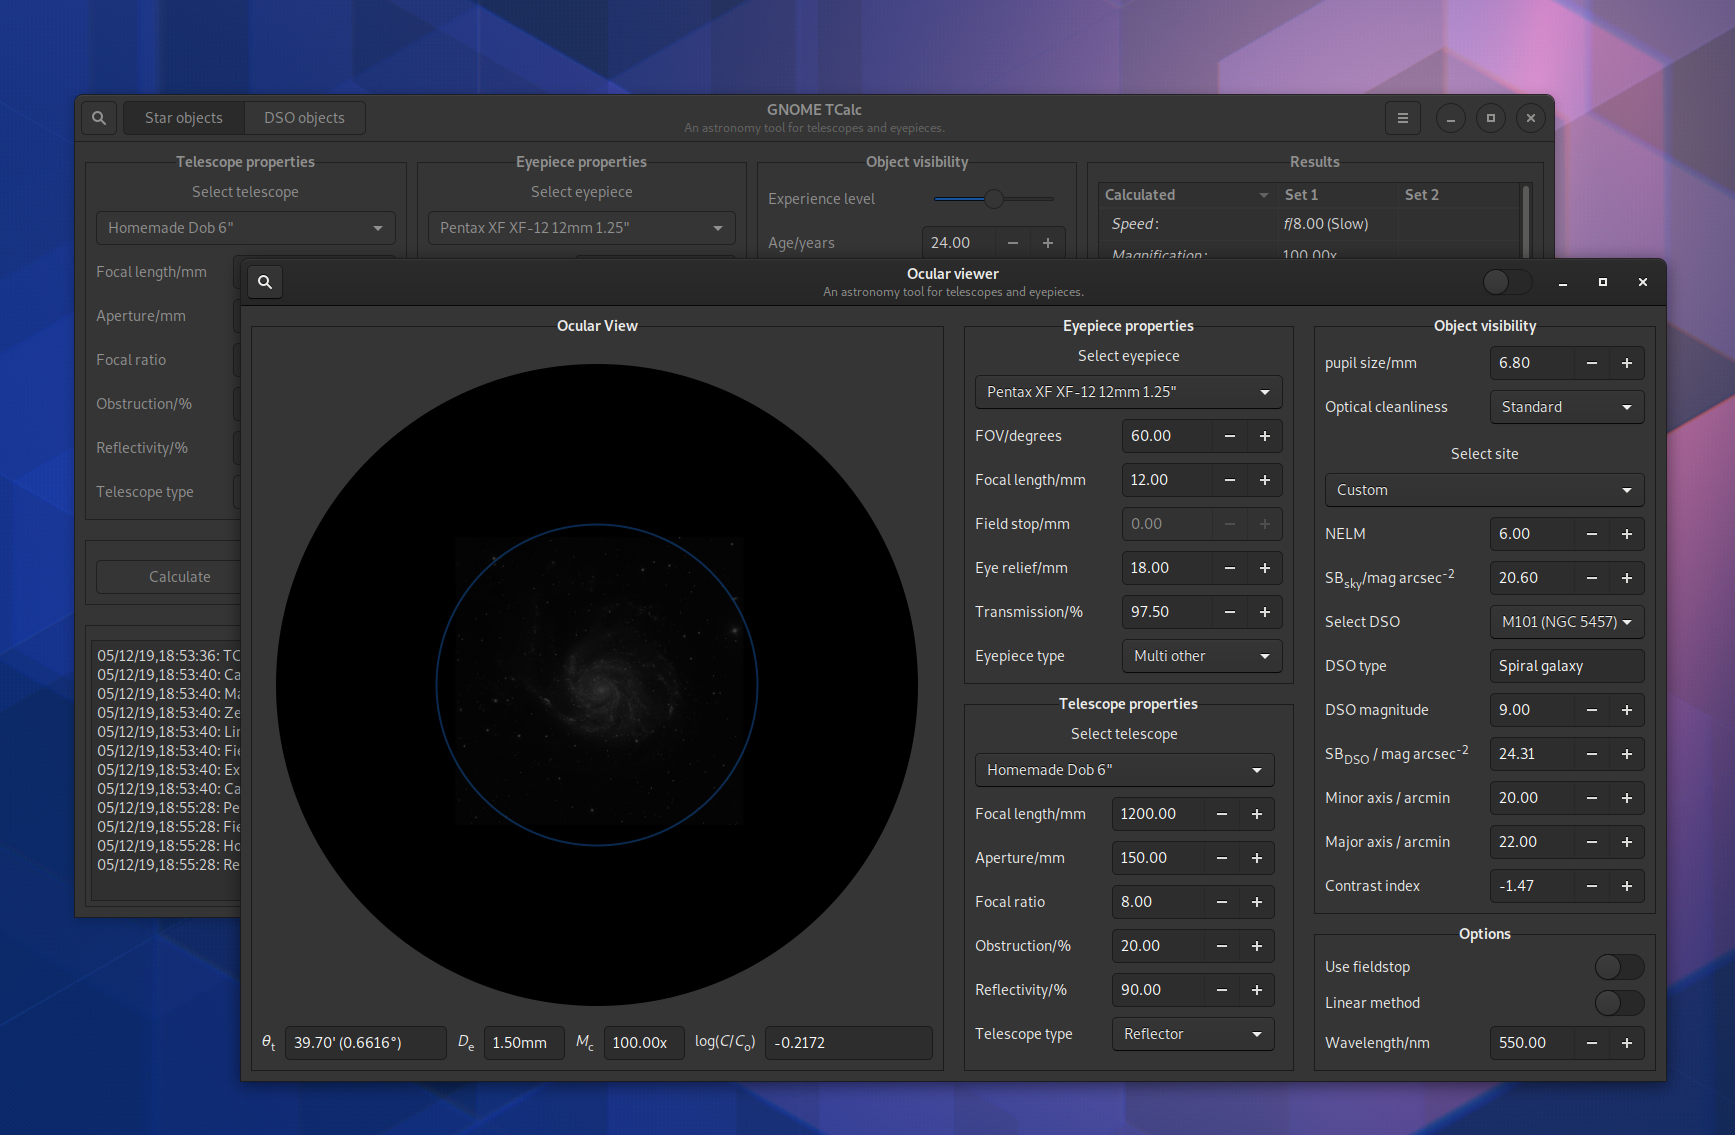 Star objects
DSO objects
GNOME TCalc
An astronomy tool for telescopes and eyepieces.
Telescope properties
Select telescope
Homemade Dob 6"
Focal length/mm
Aperture/mm
Focal ratio
Obstruction/%
Reflectivity/%
Telescope type
Calculate
05/12/19,18:53:36: TC
05/12/19,18:53:40: Ca
05/12/19,18:53:40: Ma
05/12/19,18:53:40: Ze
05/12/19,18:53:40: Lin
05/12/19,18:53:40: Fie
05/12/19,18:53:40: Ex
05/12/19,18:53:40: Ca
05/12/19,18:55:28: Pe
05/12/19,18:55:28: Fie
05/12/19,18:55:28: Ho
05/12/19,18:55:28: Re
Eyepiece properties
Select eyepiece
Pentax XF XF-12 12mm 1.25"
Object visibility
Experience level
Age/years 24.00
Results
Calculated Set 1 Set 2
Speed: f/8.00 (Slow)
Magnification: 100.00x
Ocular viewer
An astronomy tool for telescopes and eyepieces.
Ocular View
θt 39.70' (0.6616°) De 1.50mm Mc 100.00x log(C/Co) -0.2172
Eyepiece properties
Select eyepiece
Pentax XF XF-12 12mm 1.25"
FOV/degrees 60.00
Focal length/mm 12.00
Field stop/mm 0.00
Eye relief/mm 18.00
Transmission/% 97.50
Eyepiece type Multi other
Telescope properties
Select telescope
Homemade Dob 6"
Focal length/mm 1200.00
Aperture/mm 150.00
Focal ratio 8.00
Obstruction/% 20.00
Reflectivity/% 90.00
Telescope type Reflector
Object visibility
pupil size/mm 6.80
Optical cleanliness Standard
Select site
Custom
NELM 6.00
SBsky/mag arcsec-2 20.60
Select DSO M101 (NGC 5457)
DSO type Spiral galaxy
DSO magnitude 9.00
SBDSO / mag arcsec-2 24.31
Minor axis / arcmin 20.00
Major axis / arcmin 22.00
Contrast index -1.47
Options
Use fieldstop
Linear method
Wavelength/nm 550.00